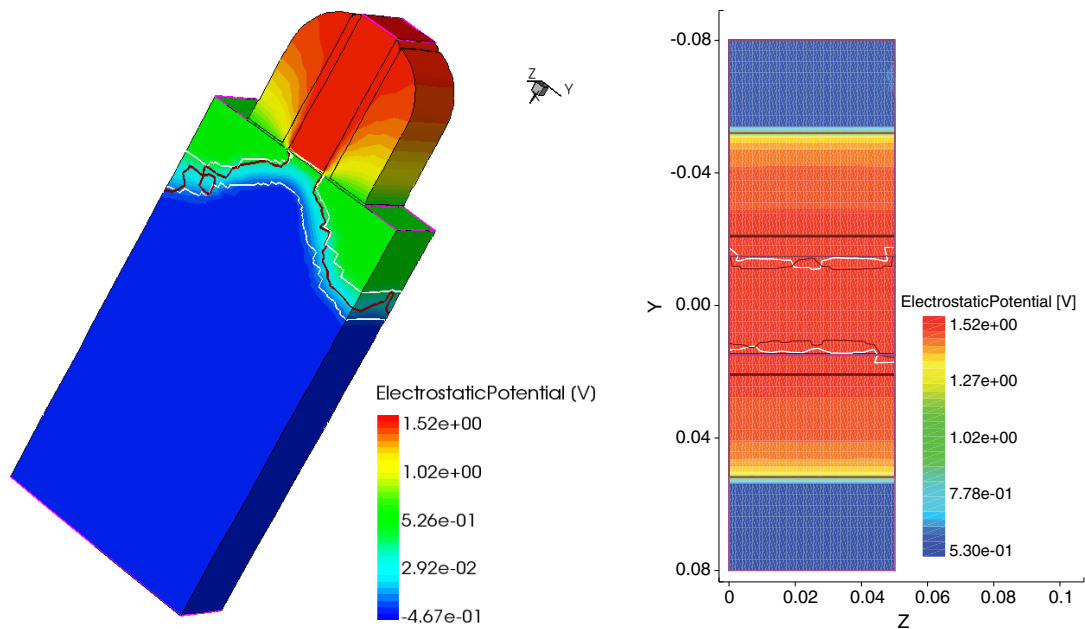 Z
Y
X
ElectrostaticPotential (V)
1.52e+00
1.02e+00
5.26e-01
2.92e-02
-4.67e-01
-0.08
-0.04
0.00
0.04
0.08
Y
0
0.02
0.04
0.06
0.08
0.1
Z
ElectrostaticPotential [V]
1.52e+00
1.27e+00
1.02e+00
7.78e-01
5.30e-01